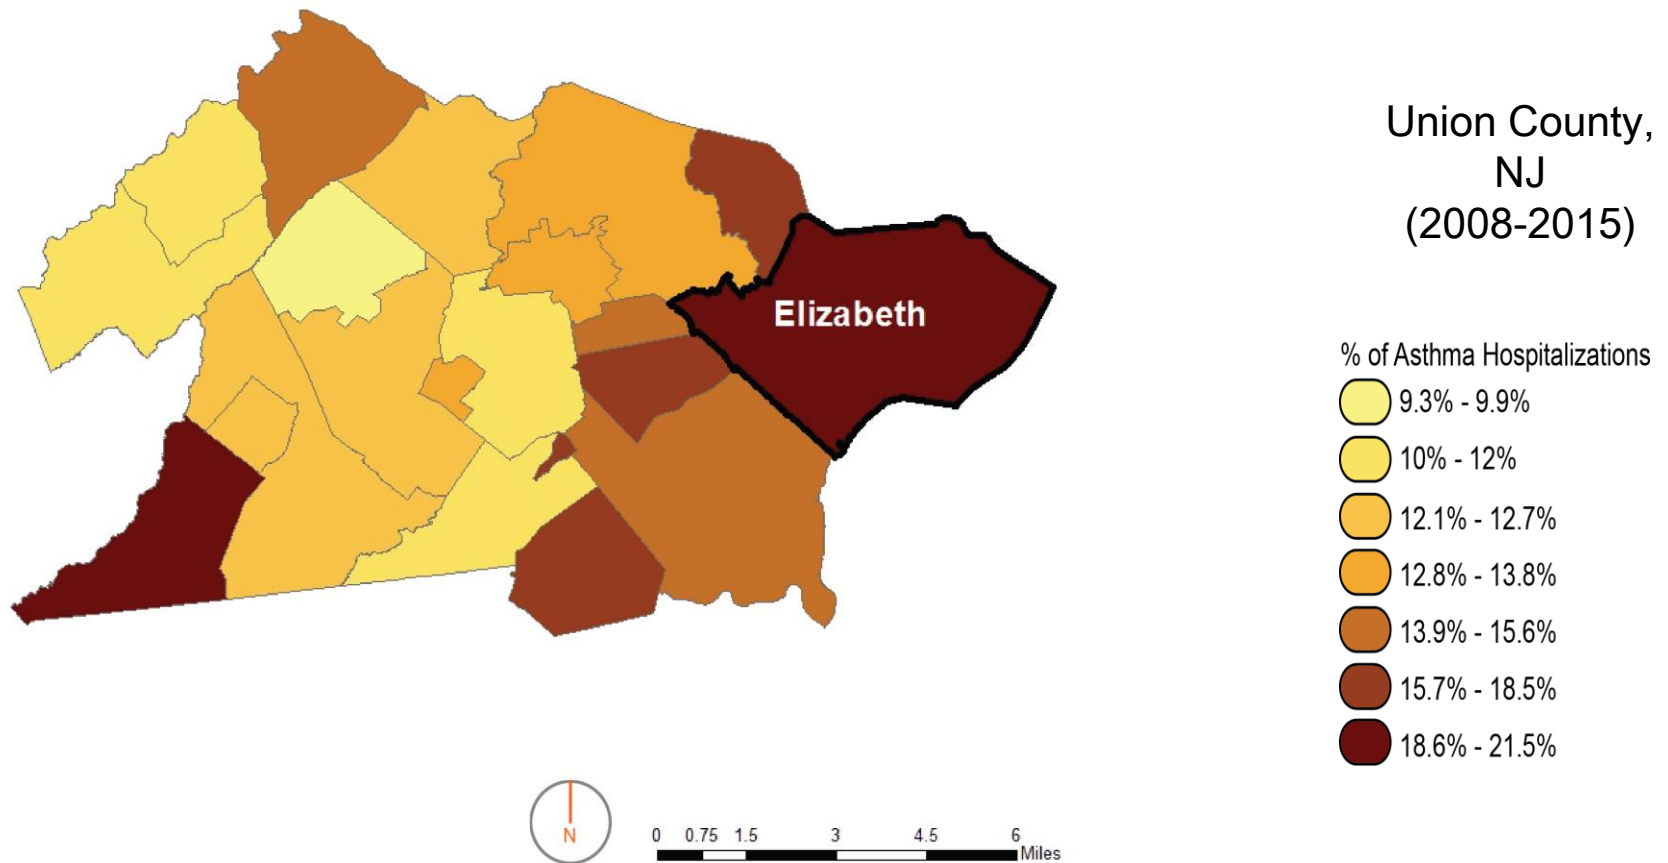 Union County,
NJ
(2008-2015)
Elizabeth
% of Asthma Hospitalizations
9.3% - 9.9%
10% - 12%
12.1% - 12.7%
12.8% - 13.8%
13.9% - 15.6%
15.7% - 18.5%
18.6% - 21.5%
N
0 0.75 1.5 3 4.5 6
Miles